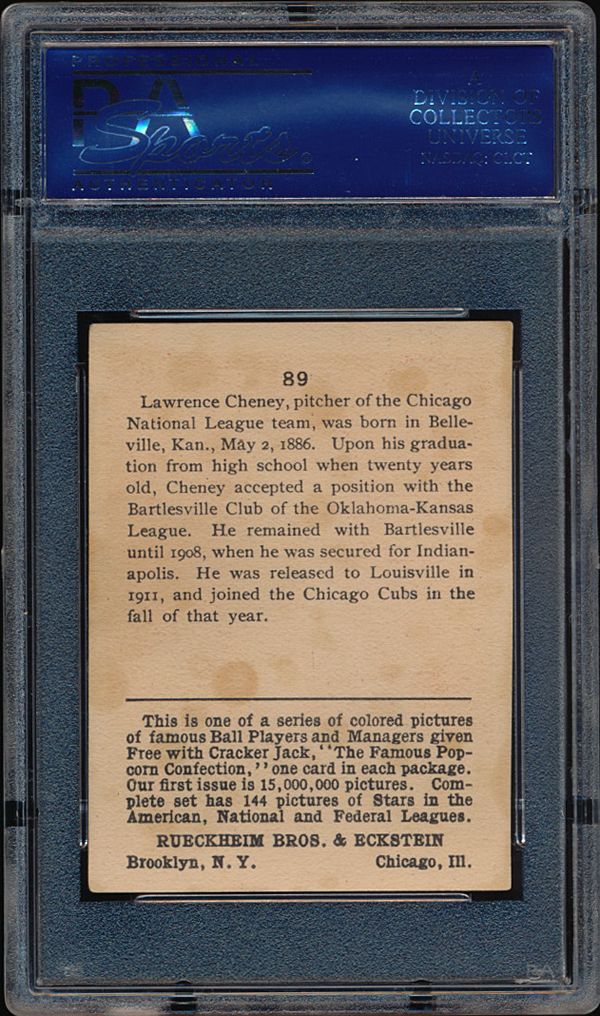 PROFESSIONAL
PSA
Sports
AUTHENTICATOR
A
DIVISION OF
COLLECTORS
UNIVERSE
NASDAQ: CLCT
89
Lawrence Cheney, pitcher of the Chicago
National League team, was born in Belle-
ville, Kan., May 2, 1886. Upon his gradua-
tion from high school when twenty years
old, Cheney accepted a position with the
Bartlesville Club of the Oklahoma-Kansas
League. He remained with Bartlesville
until 1908, when he was secured for Indian-
apolis. He was released to Louisville in
1911, and joined the Chicago Cubs in the
fall of that year.
This is one of a series of colored pictures
of famous Ball Players and Managers given
Free with Cracker Jack, "The Famous Pop-
corn Confection," one card in each package.
Our first issue is 15,000,000 pictures. Com-
plete set has 144 pictures of Stars in the
American, National and Federal Leagues.
RUECKHEIM BROS. & ECKSTEIN
Brooklyn, N. Y. Chicago, Ill.